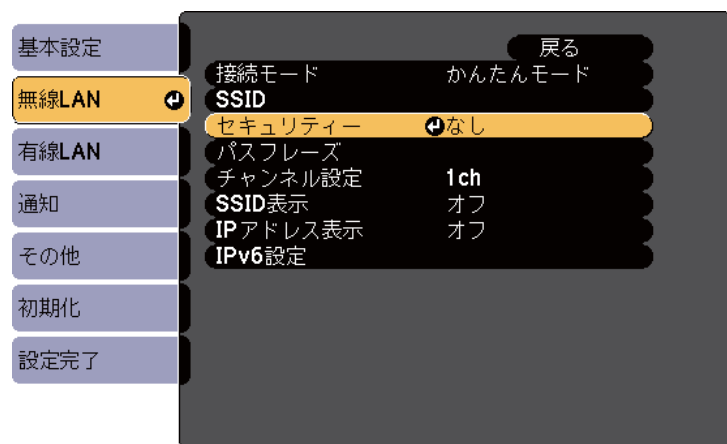 基本設定
無線LAN
有線LAN
通知
その他
初期化
設定完了
戻る
接続モード かんたんモード
SSID
セキュリティー なし
パスフレーズ
チャンネル設定 1ch
SSID表示 オフ
IPアドレス表示 オフ
IPv6設定